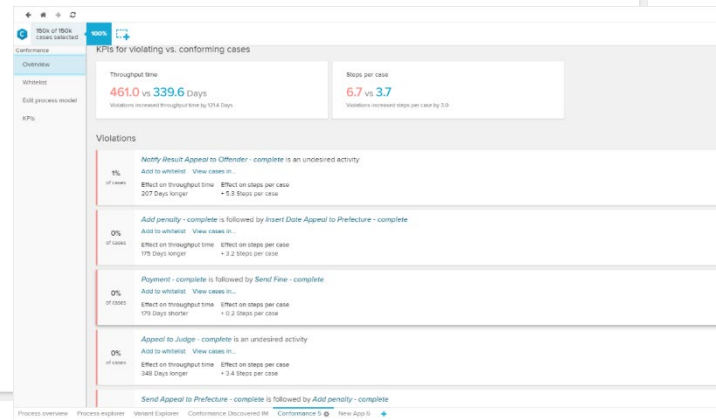 150k of 150k
cases selected
100%
Conformance
Overview
Whitelist
Edit process model
KPIs
KPIs for violating vs. conforming cases
Throughput time
461.0 vs 339.6 Days
Violations increased throughput time by 121.4 Days
Steps per case
6.7 vs 3.7
Violations increased steps per case by 3.0
Violations
1%
of cases
Notify Result Appeal to Offender - complete is an undesired activity
Add to whitelist View cases in...
Effect on throughput time Effect on steps per case
207 Days longer + 5.3 Steps per case
0%
of cases
Add penalty - complete is followed by Insert Date Appeal to Prefecture - complete
Add to whitelist View cases in...
Effect on throughput time Effect on steps per case
175 Days longer + 3.2 Steps per case
0%
of cases
Payment - complete is followed by Send Fine - complete
Add to whitelist View cases in...
Effect on throughput time Effect on steps per case
179 Days shorter + 0.2 Steps per case
0%
of cases
Appeal to Judge - complete is an undesired activity
Add to whitelist View cases in...
Effect on throughput time Effect on steps per case
348 Days longer + 3.4 Steps per case
Send Appeal to Prefecture - complete is followed by Add penalty - complete
Process overview Process explorer Variant Explorer Conformance Discovered IM Conformance 5 New App 6